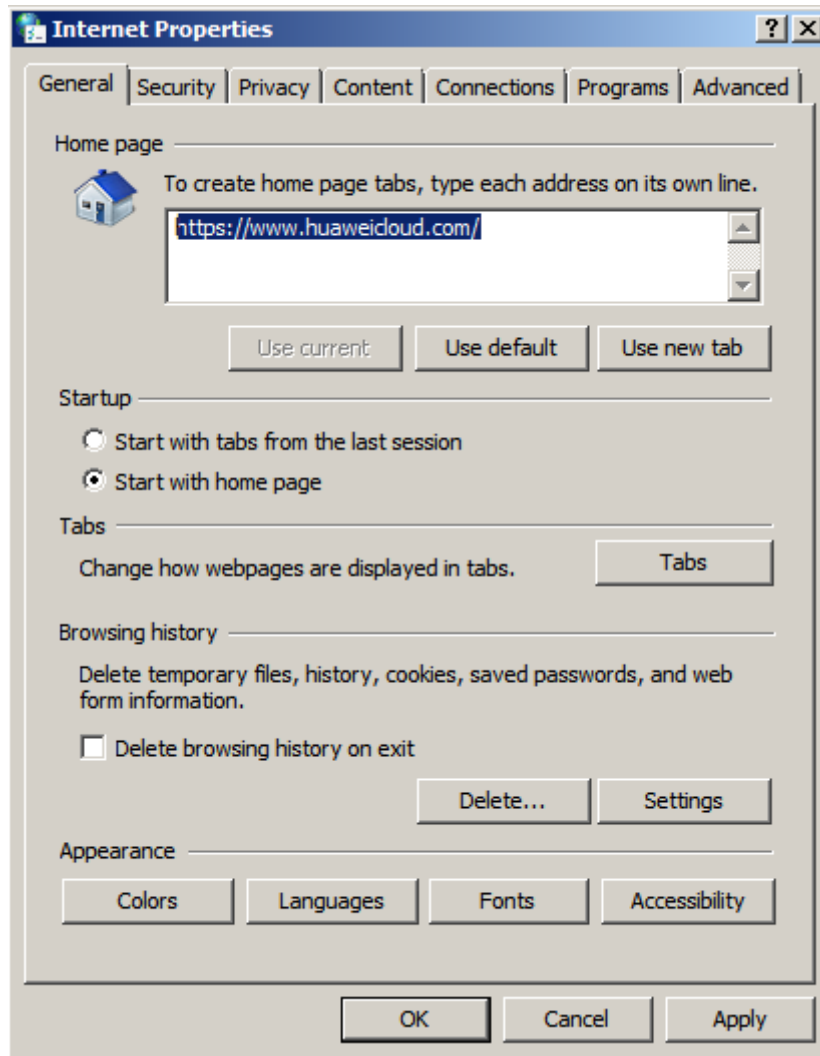 Internet Properties
General Security Privacy Content Connections Programs Advanced
Home page
To create home page tabs, type each address on its own line.
https://www.huaweicloud.com/
Use current Use default Use new tab
Startup
Start with tabs from the last session
Start with home page
Tabs
Change how webpages are displayed in tabs. Tabs
Browsing history
Delete temporary files, history, cookies, saved passwords, and web
form information.
Delete browsing history on exit
Delete... Settings
Appearance
Colors Languages Fonts Accessibility
OK Cancel Apply